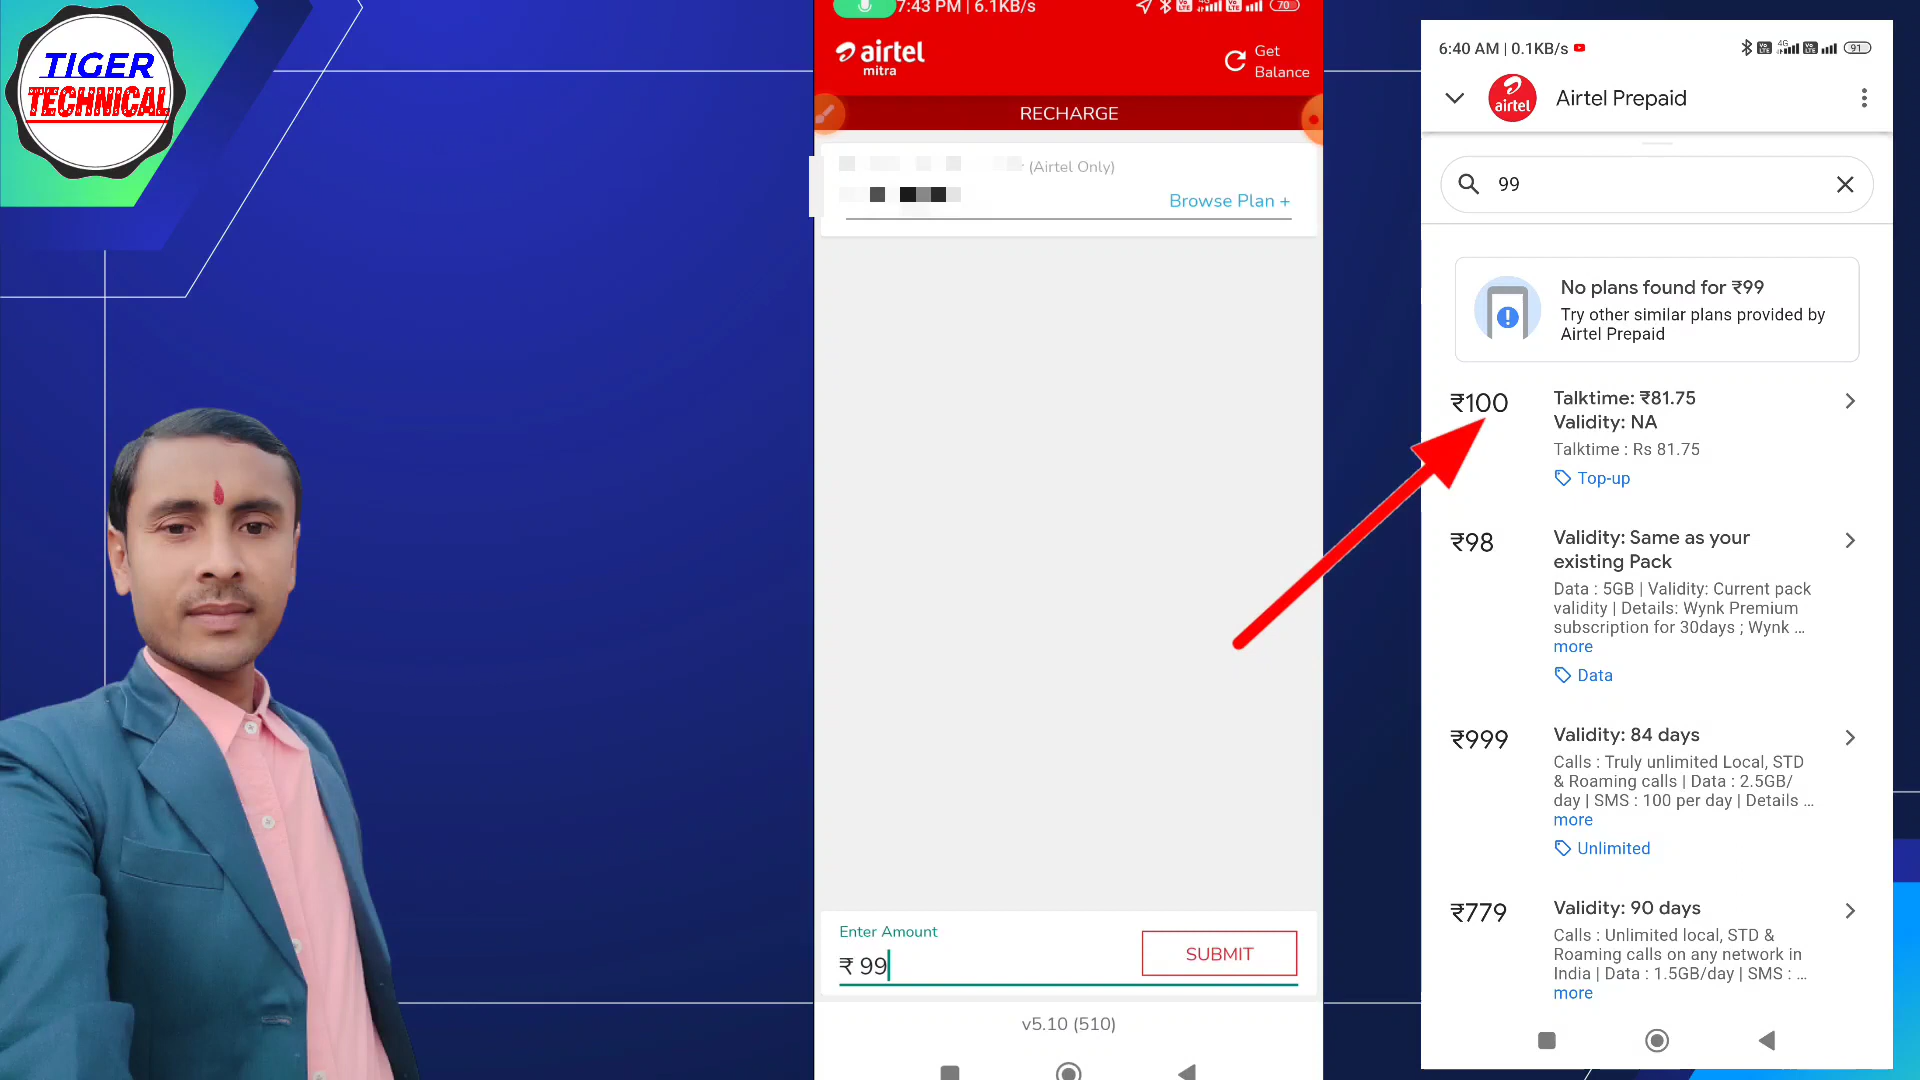 TIGER
TECHNICAL
7:43 PM | 6.1KB/s
70
airtel
mitra
Get
Balance
RECHARGE
(Airtel Only)
Browse Plan +
Enter Amount
₹ 99
SUBMIT
v5.10 (510)
6:40 AM | 0.1KB/s
4G
91
airtel
Airtel Prepaid
99
No plans found for ₹99
Try other similar plans provided by
Airtel Prepaid
₹100
Talktime: ₹81.75
Validity: NA
Talktime : Rs 81.75
Top-up
₹98
Validity: Same as your
existing Pack
Data : 5GB | Validity: Current pack
validity | Details: Wynk Premium
subscription for 30days ; Wynk ...
more
Data
₹999
Validity: 84 days
Calls : Truly unlimited Local, STD
& Roaming calls | Data : 2.5GB/
day | SMS : 100 per day | Details ...
more
Unlimited
₹779
Validity: 90 days
Calls : Unlimited local, STD &
Roaming calls on any network in
India | Data : 1.5GB/day | SMS : ...
more